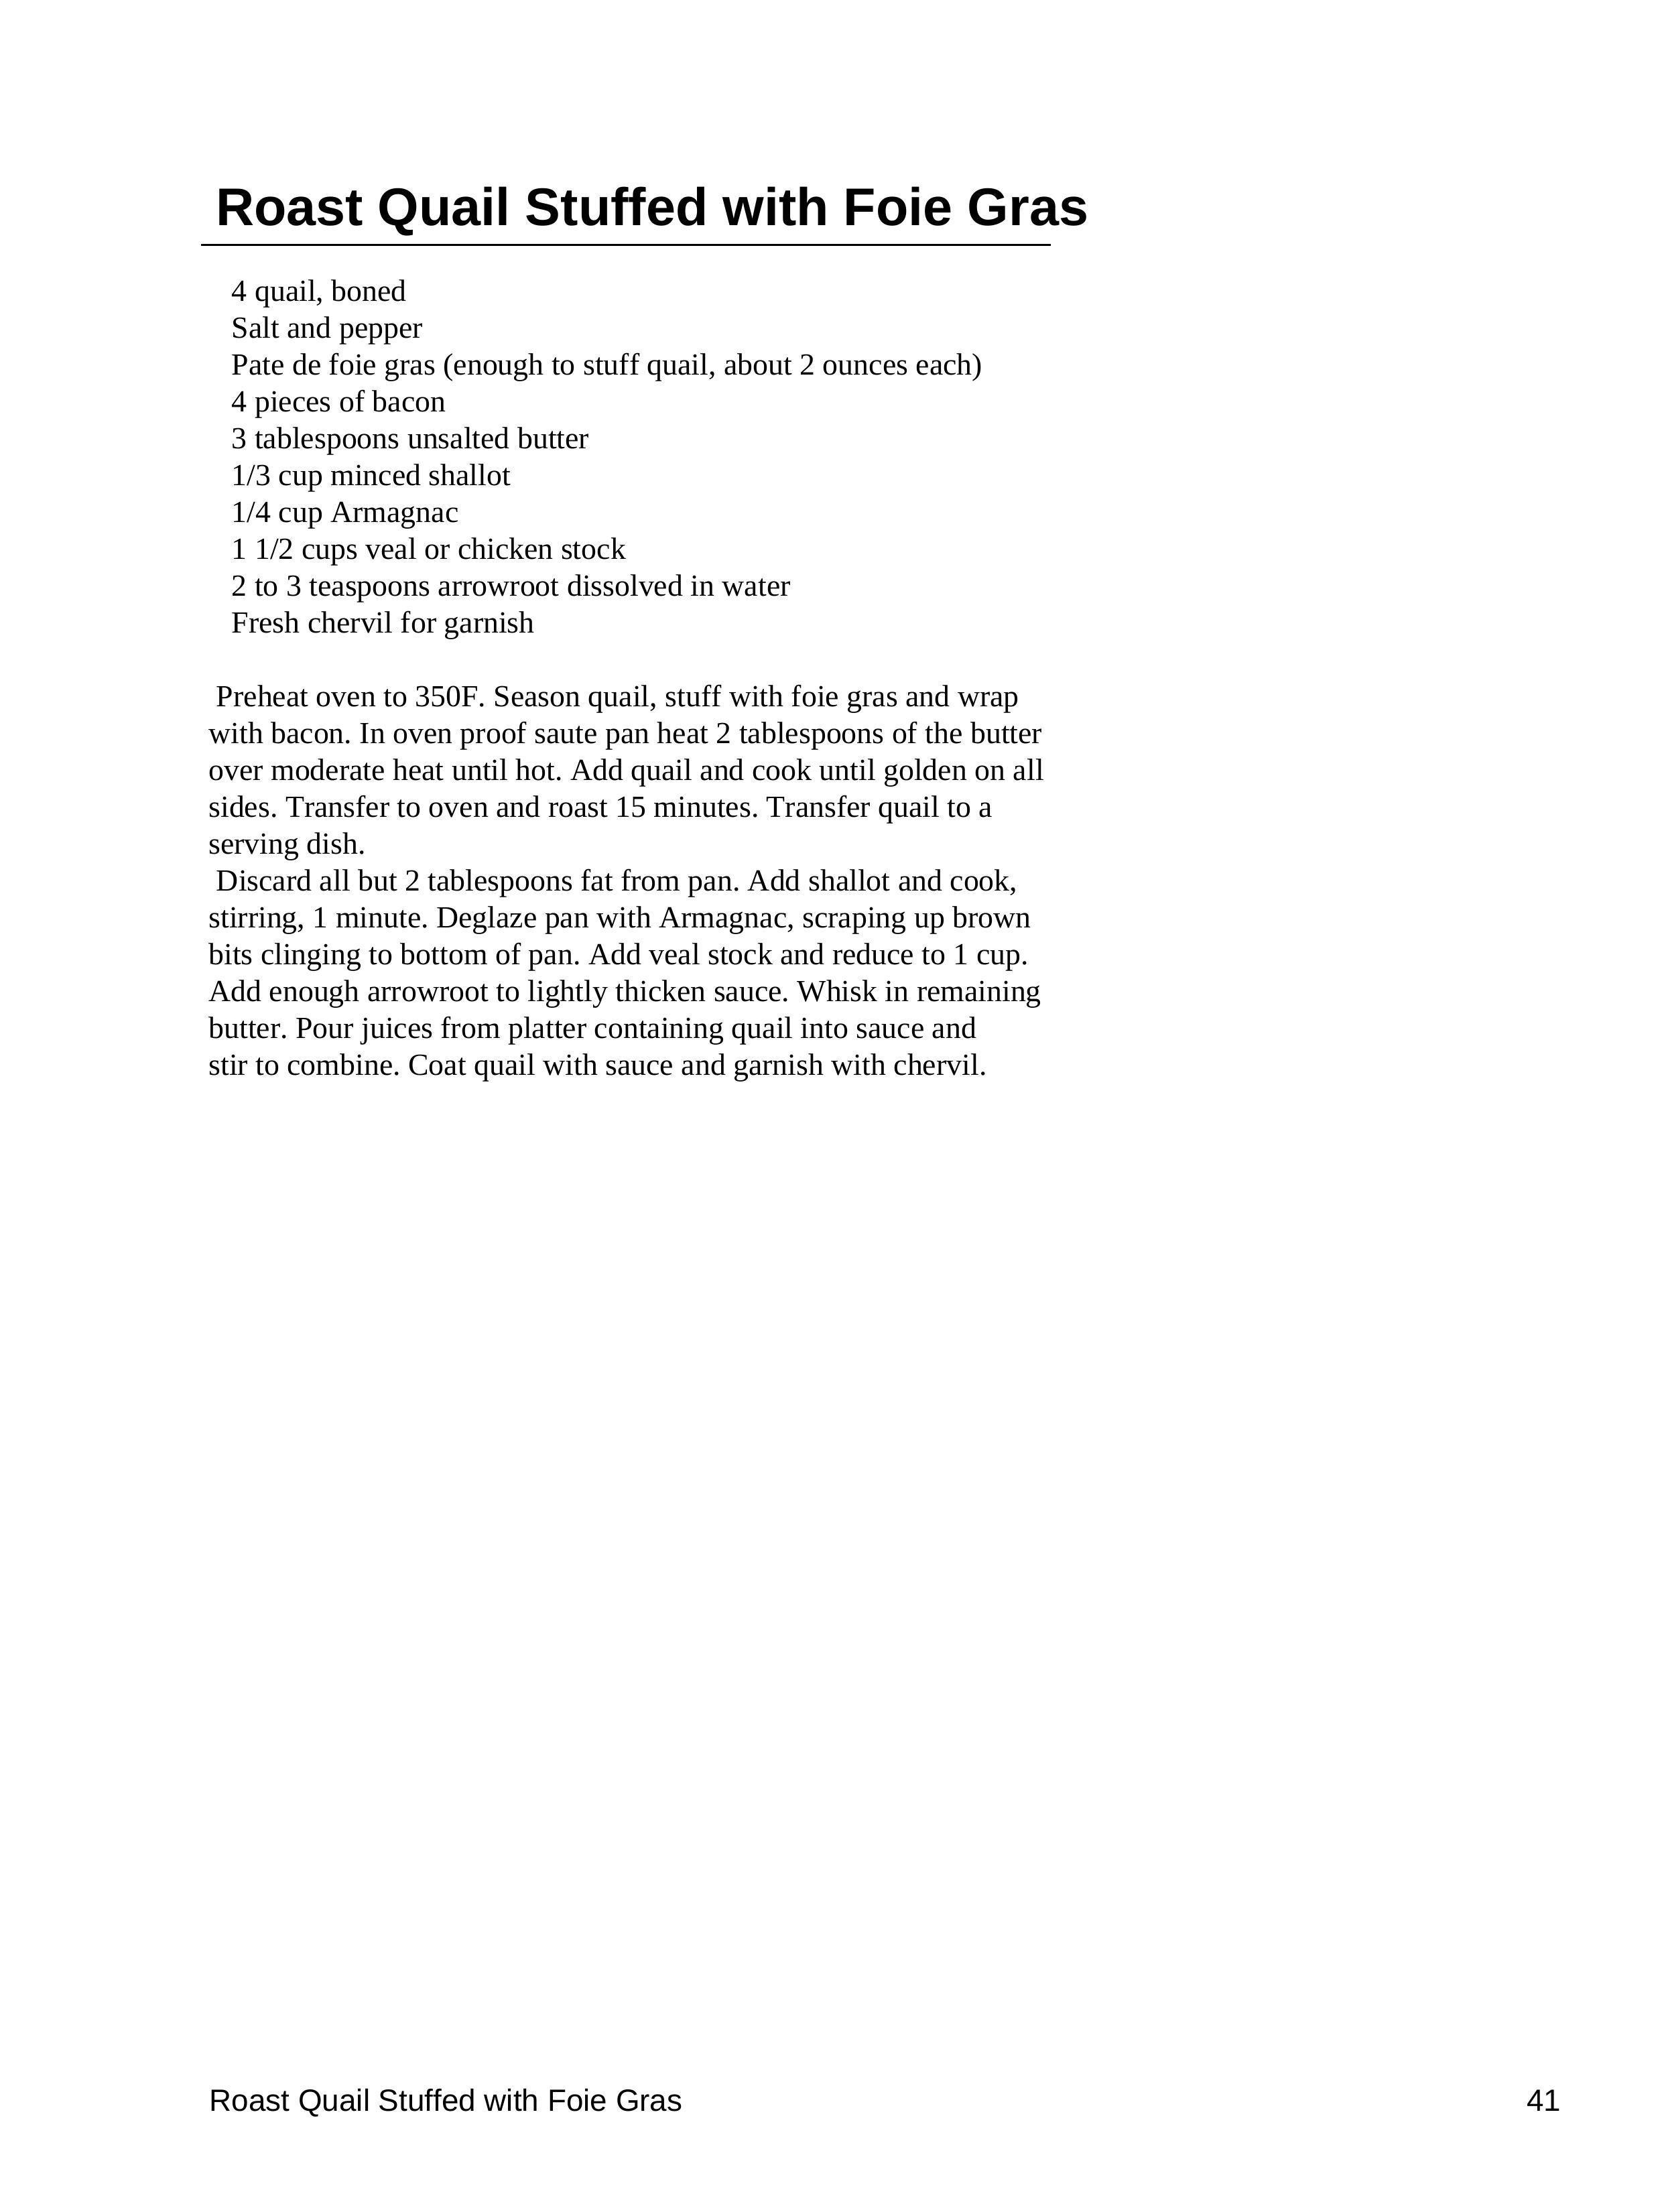 Roast Quail Stuffed with Foie Gras
4 quail, boned
Salt and pepper
Pate de foie gras (enough to stuff quail, about 2 ounces each)
4 pieces of bacon
3 tablespoons unsalted butter
1/3 cup minced shallot
1/4 cup Armagnac
1 1/2 cups veal or chicken stock
2 to 3 teaspoons arrowroot dissolved in water
Fresh chervil for garnish
Preheat oven to 350F. Season quail, stuff with foie gras and wrap
with bacon. In oven proof saute pan heat 2 tablespoons of the butter
over moderate heat until hot. Add quail and cook until golden on all
sides. Transfer to oven and roast 15 minutes. Transfer quail to a
serving dish.
Discard all but 2 tablespoons fat from pan. Add shallot and cook,
stirring, 1 minute. Deglaze pan with Armagnac, scraping up brown
bits clinging to bottom of pan. Add veal stock and reduce to 1 cup.
Add enough arrowroot to lightly thicken sauce. Whisk in remaining
butter. Pour juices from platter containing quail into sauce and
stir to combine. Coat quail with sauce and garnish with chervil.
Roast Quail Stuffed with Foie Gras 41